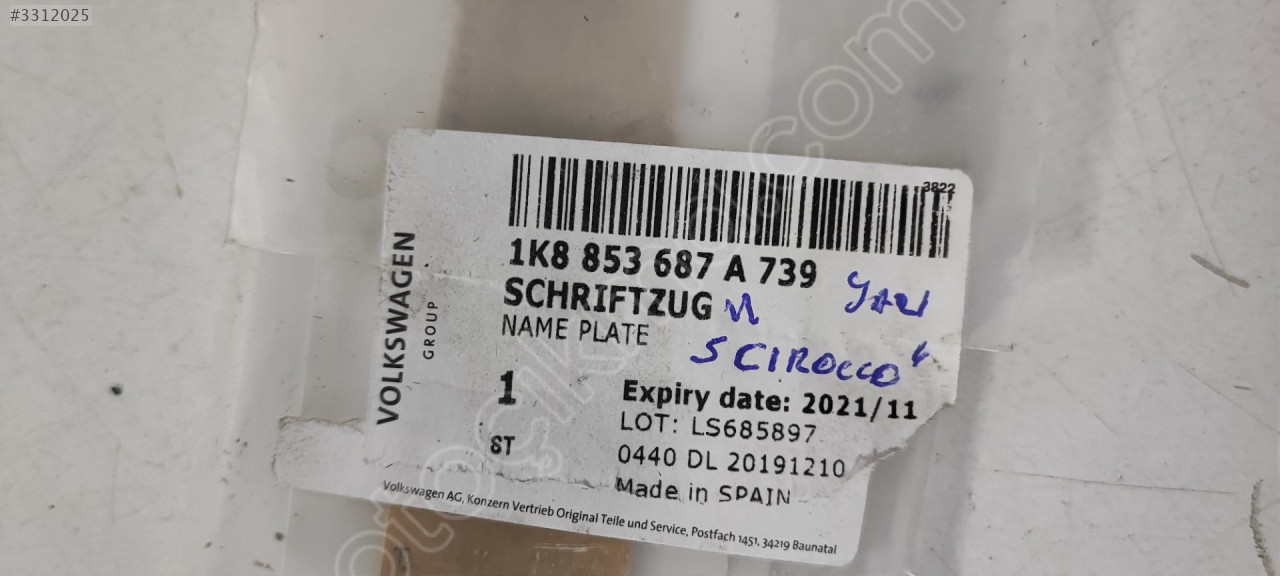 #3312025
3822
1K8 853 687 A 739
SCHRIFTZUG
NAME PLATE
SCIROCCO
VOLKSWAGEN
GROUP
1
ST
Expiry date: 2021/11
LOT: LS685897
0440 DL 20191210
Made in SPAIN
Volkswagen AG, Konzern Vertrieb Original Teile und Service, Postfach 1451, 34219 Baunatal